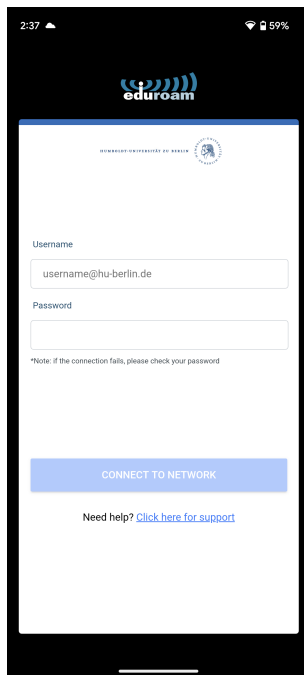 2:37
59%
eduroam
HUMBOLDT-UNIVERSITÄT ZU BERLIN
Username
username@hu-berlin.de
Password
*Note: if the connection fails, please check your password
CONNECT TO NETWORK
Need help? Click here for support